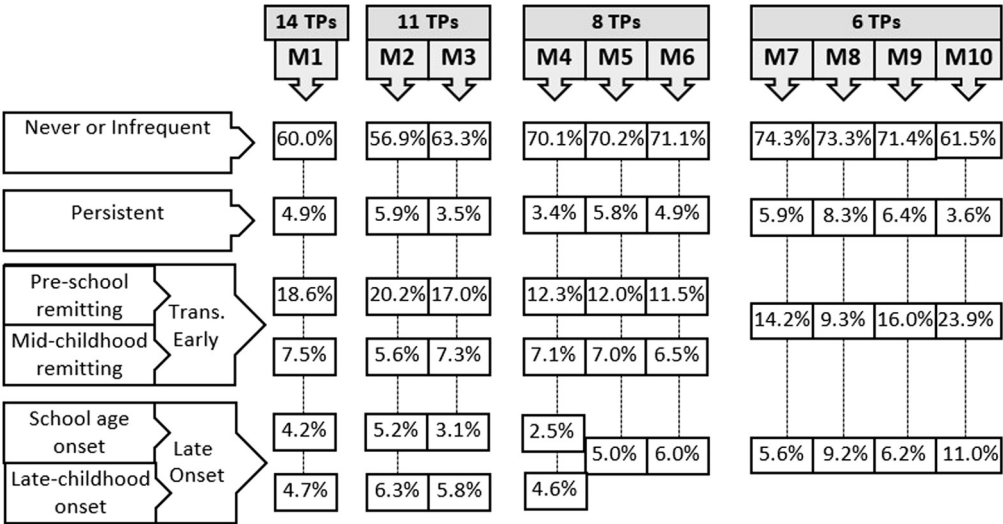 14 TPs 11 TPs 8 TPs 6 TPs
M1 M2 M3 M4 M5 M6 M7 M8 M9 M10
Never or Infrequent 60.0% 56.9% 63.3% 70.1% 70.2% 71.1% 74.3% 73.3% 71.4% 61.5%
Persistent 4.9% 5.9% 3.5% 3.4% 5.8% 4.9% 5.9% 8.3% 6.4% 3.6%
Pre-school
remitting
18.6% 20.2% 17.0% 12.3% 12.0% 11.5%
Trans.
Early
14.2% 9.3% 16.0% 23.9%
Mid-childhood
remitting
7.5% 5.6% 7.3% 7.1% 7.0% 6.5%
School age
onset
4.2% 5.2% 3.1% 2.5%
Late
Onset
5.0% 6.0% 5.6% 9.2% 6.2% 11.0%
Late-childhood
onset
4.7% 6.3% 5.8% 4.6%